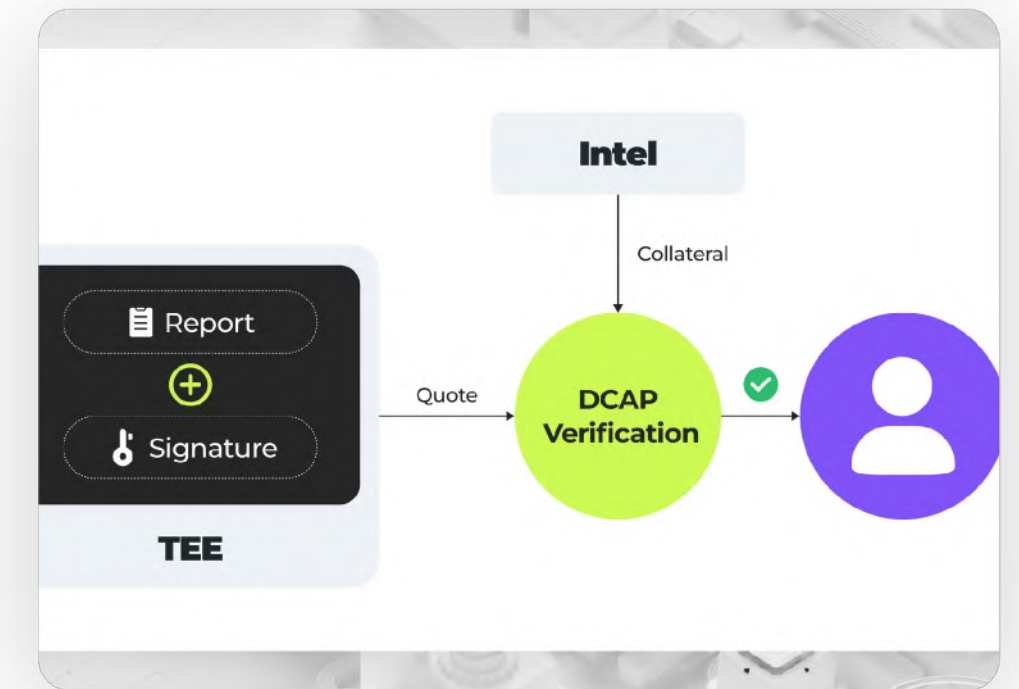 Intel
Collateral
Report
Signature
TEE
Quote
DCAP
Verification